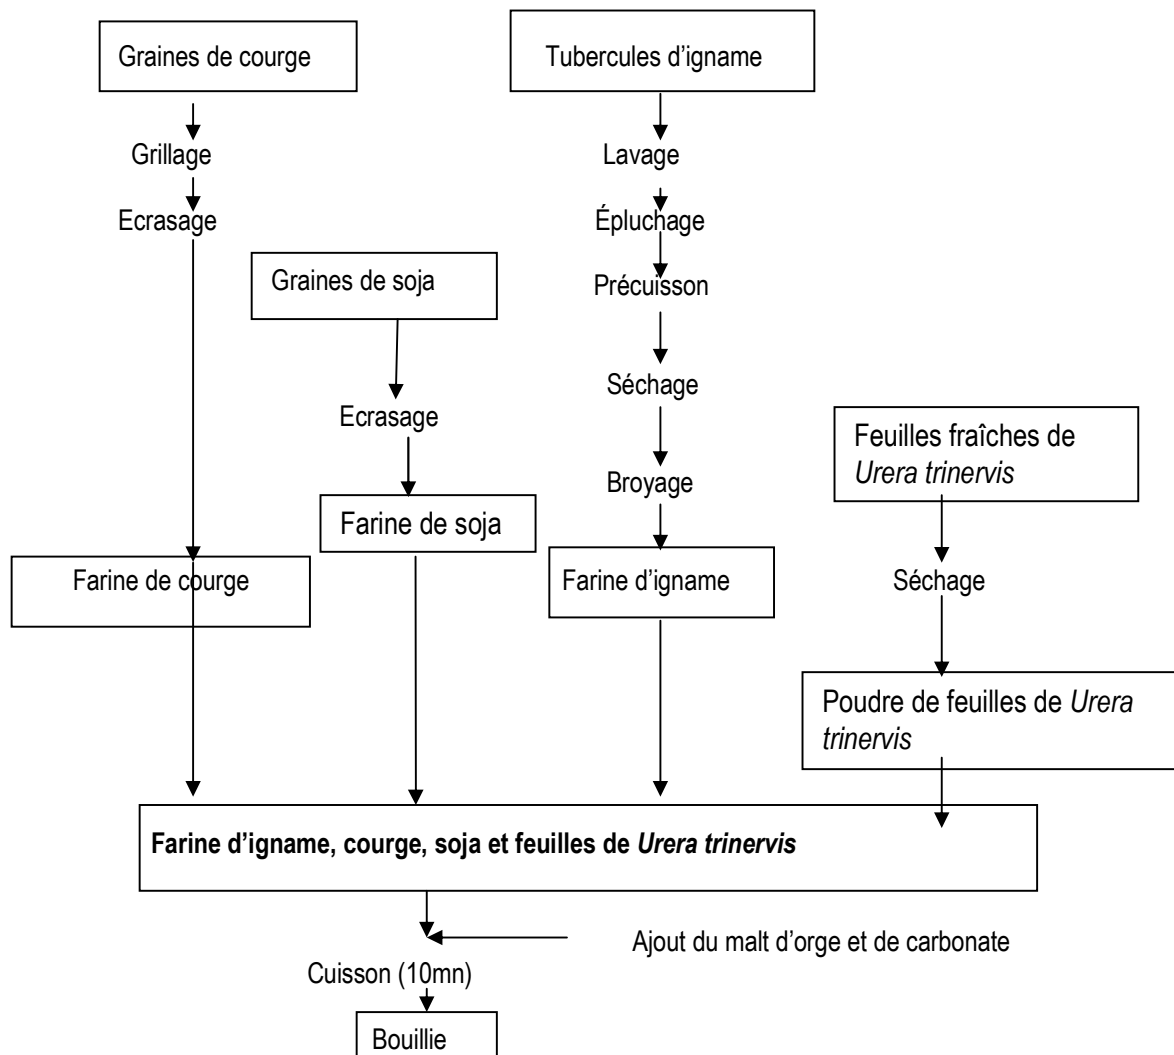 Graines de courge
Grillage
Ecrasage
Farine de courge
Graines de soja
Ecrasage
Farine de soja
Tubercules d'igname
Lavage
Épluchage
Précuisson
Séchage
Broyage
Farine d'igname
Feuilles fraîches de
Urera trinervis
Séchage
Poudre de feuilles de Urera
trinervis
Farine d'igname, courge, soja et feuilles de Urera trinervis
Ajout du malt d'orge et de carbonate
Cuisson (10mn)
Bouillie